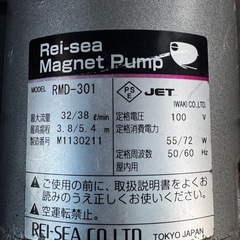 Rei-sea
Magnet Pump
MODEL RMD-301
PS
E JET
IWAKI CO.,LTD.
最大流量 32/38 ℓ/min
最高揚程 3.8/5.4 m
製造番号 M1130211
定格電圧 100 V
定格消費電力
55/72 W
定格周波数 50/60 Hz
屋内用
ご使用の前に、取扱説明書をよくお読みのうえ正しくお使いください。
空運転禁止。
REI-SEA CO.,LTD. TOKYO JAPAN